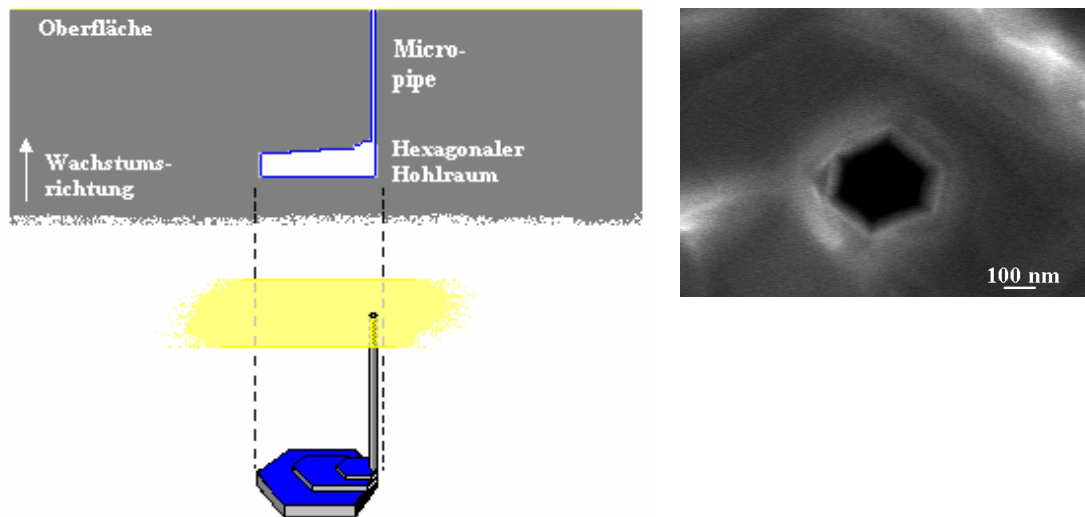 Oberfläche
Micro-
pipe
Wachstums-
richtung
Hexagonaler
Hohlraum
100 nm